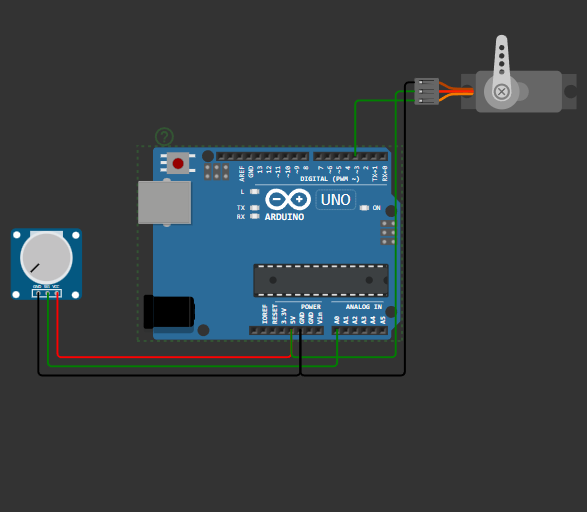 ?
AREF
GND
13
12
~11
~10
~9
8
7
~6
~5
4
~3
2
TX→1
RX←0
DIGITAL (PWM ~)
L
TX
RX
ARDUINO
UNO
ON
GND
SIG
VCC
POWER
ANALOG IN
IOREF
RESET
3.3V
5V
GND
GND
Vin
A0
A1
A2
A3
A4
A5